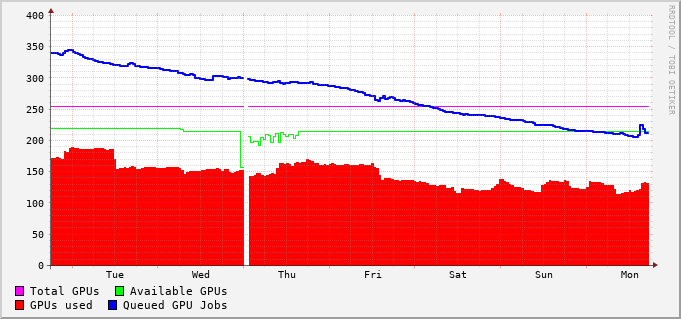 400
350
300
250
200
150
100
50
0
Tue Wed Thu Fri Sat Sun Mon
Total GPUs Available GPUs
GPUs used Queued GPU Jobs
RRDTOOL / TOBI OETIKER